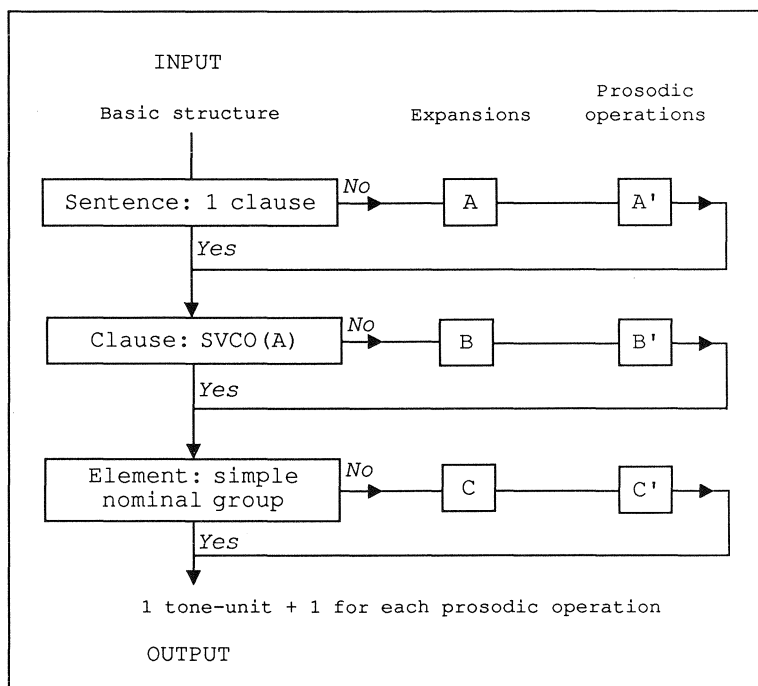 INPUT
Prosodic
Basic structure Expansions operations
No
Sentence: 1 clause A A'
Yes
No
Clause: SVCO(A) B B'
Yes
No
Element: simple
nominal group C C'
Yes
1 tone-unit + 1 for each prosodic operation
OUTPUT